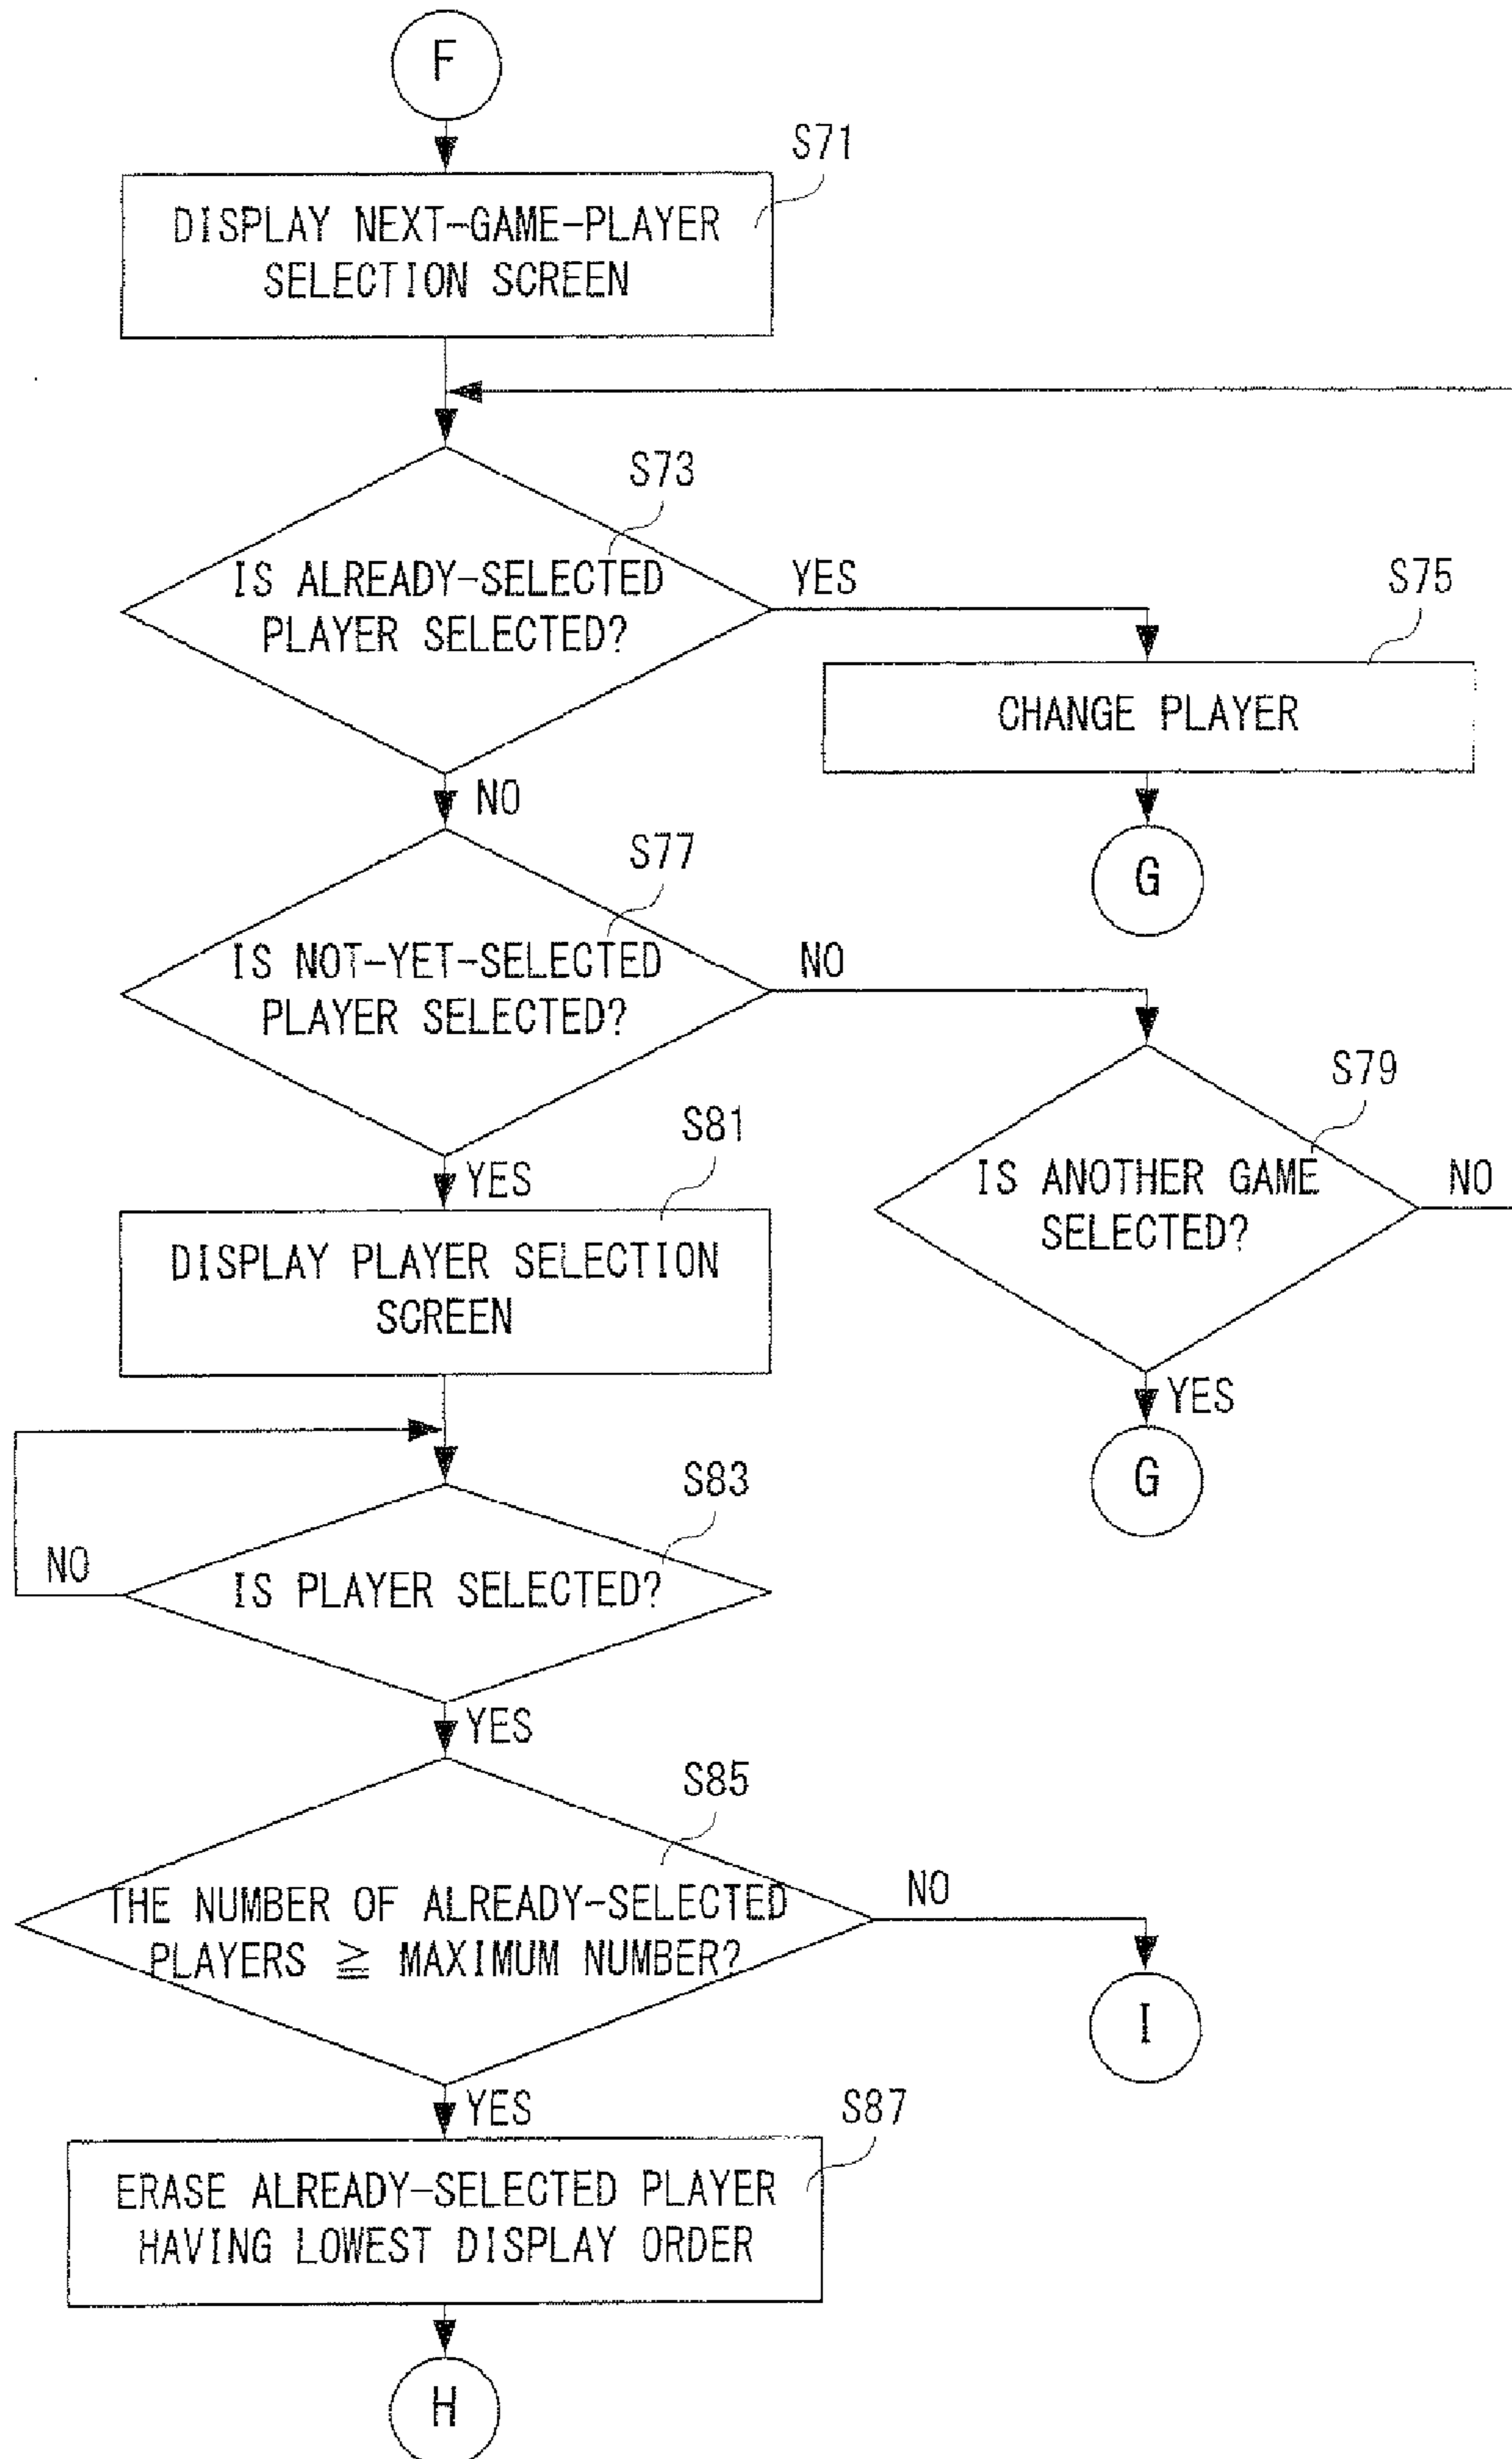 F
S71
DISPLAY NEXT-GAME-PLAYER
SELECTION SCREEN
S73
IS ALREADY-SELECTED
PLAYER SELECTED?
YES
S75
CHANGE PLAYER
NO
G
S77
IS NOT-YET-SELECTED
PLAYER SELECTED?
NO
S79
IS ANOTHER GAME
SELECTED?
NO
YES
G
YES
S81
DISPLAY PLAYER SELECTION
SCREEN
S83
IS PLAYER SELECTED?
NO
YES
S85
THE NUMBER OF ALREADY-SELECTED
PLAYERS ≧ MAXIMUM NUMBER?
NO
I
YES
S87
ERASE ALREADY-SELECTED PLAYER
HAVING LOWEST DISPLAY ORDER
H